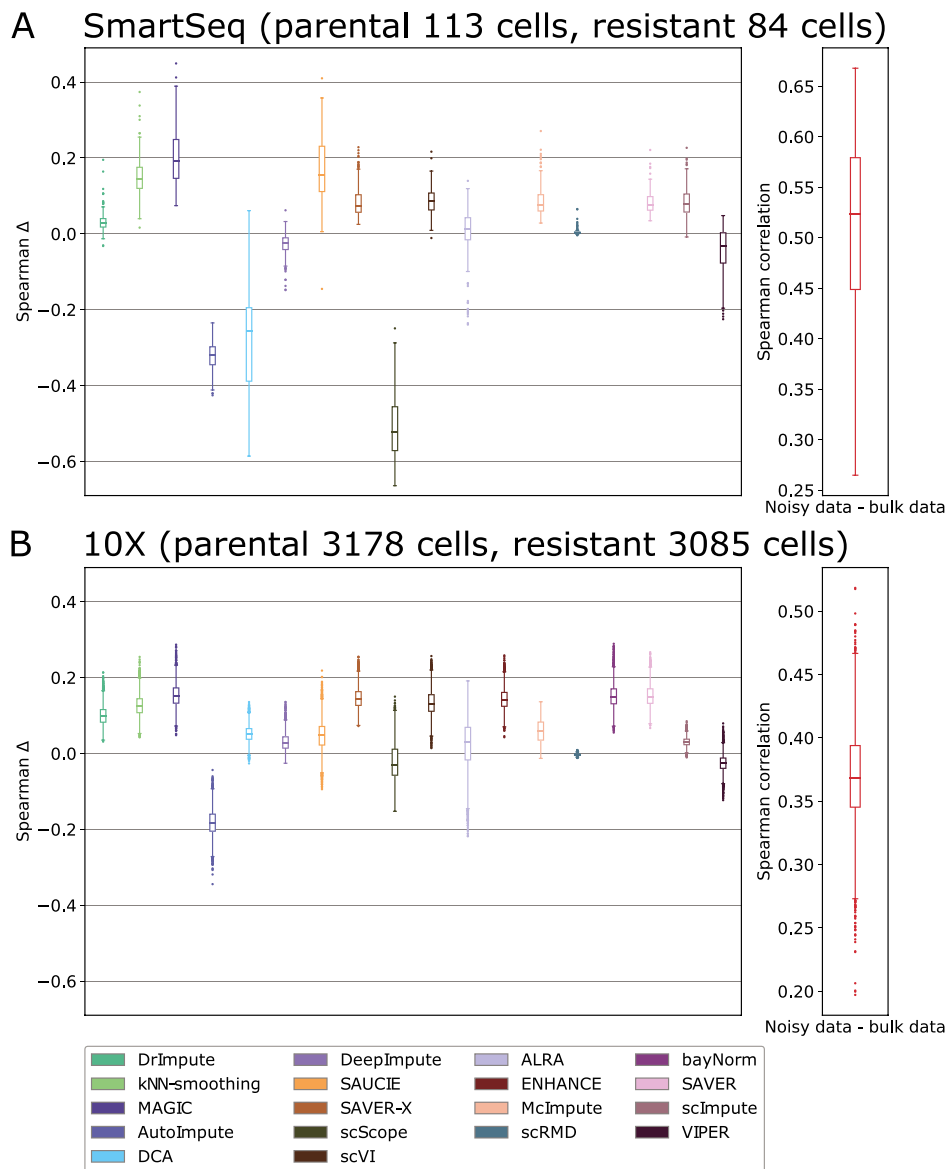 A SmartSeq (parental 113 cells, resistant 84 cells)
Spearman Δ
0.4
0.2
0.0
−0.2
−0.4
−0.6
Spearman correlation
0.65
0.60
0.55
0.50
0.45
0.40
0.35
0.30
0.25
Noisy data - bulk data
B 10X (parental 3178 cells, resistant 3085 cells)
Spearman Δ
0.4
0.2
0.0
−0.2
−0.4
−0.6
Spearman correlation
0.50
0.45
0.40
0.35
0.30
0.25
0.20
Noisy data - bulk data
DrImpute
kNN-smoothing
MAGIC
AutoImpute
DCA
DeepImpute
SAUCIE
SAVER-X
scScope
scVI
ALRA
ENHANCE
McImpute
scRMD
bayNorm
SAVER
scImpute
VIPER